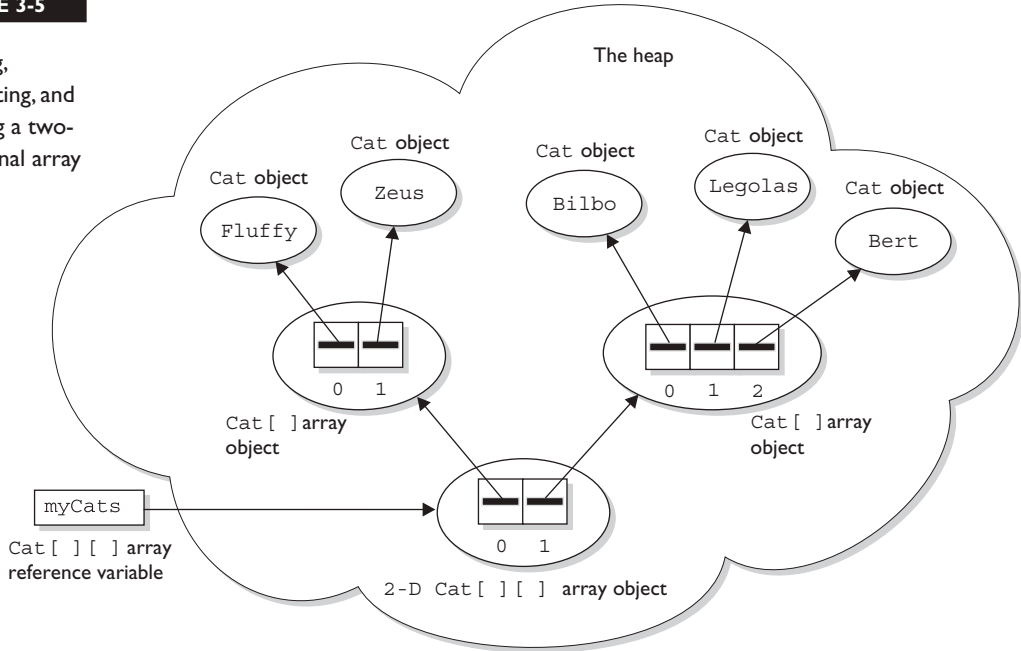 E 3-5
The heap
ting, and
g a two-
nal array
Cat object
Zeus
Cat object
Fluffy
Cat object
Bilbo
Cat object
Legolas
Cat object
Bert
0 1
Cat [ ] array
object
0 1 2
Cat [ ] array
object
myCats
Cat [ ] [ ] array
reference variable
0 1
2-D Cat [ ] [ ] array object